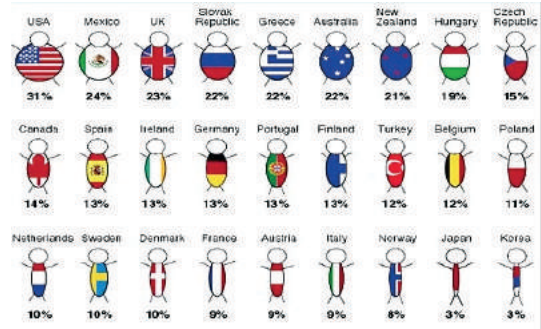 USA Mexico UK Slovak Republic Greece Australia New Zealand Hungary Czech Republic
31% 24% 23% 22% 22% 22% 21% 19% 15%
Canada Spain Ireland Germany Portugal Finland Turkey Belgium Poland
14% 13% 13% 13% 13% 13% 12% 12% 11%
Netherlands Sweden Denmark France Austria Italy Norway Japan Korea
10% 10% 10% 9% 9% 9% 8% 3% 3%